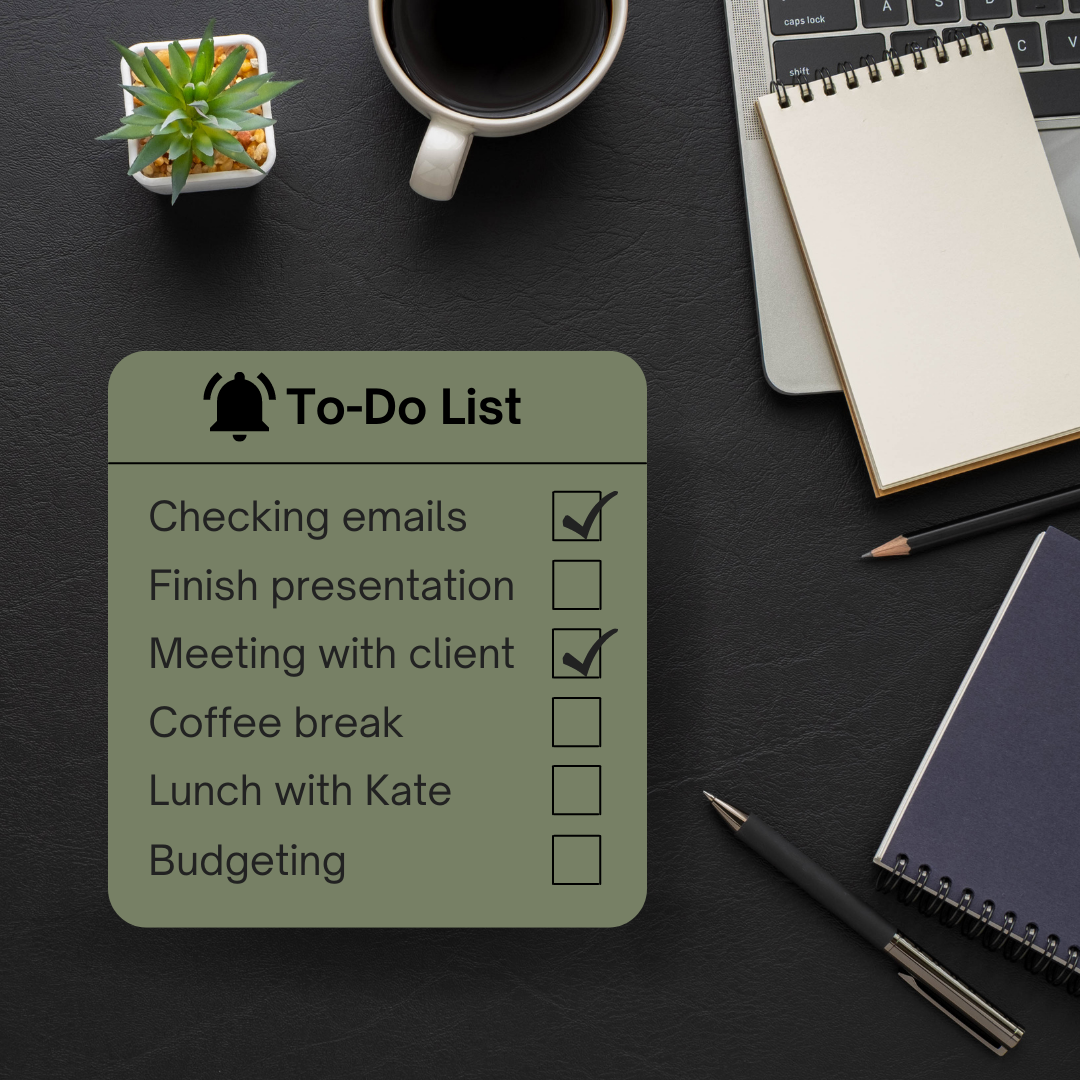 A S D
caps lock
C V
shift
To-Do List
Checking emails
Finish presentation
Meeting with client
Coffee break
Lunch with Kate
Budgeting